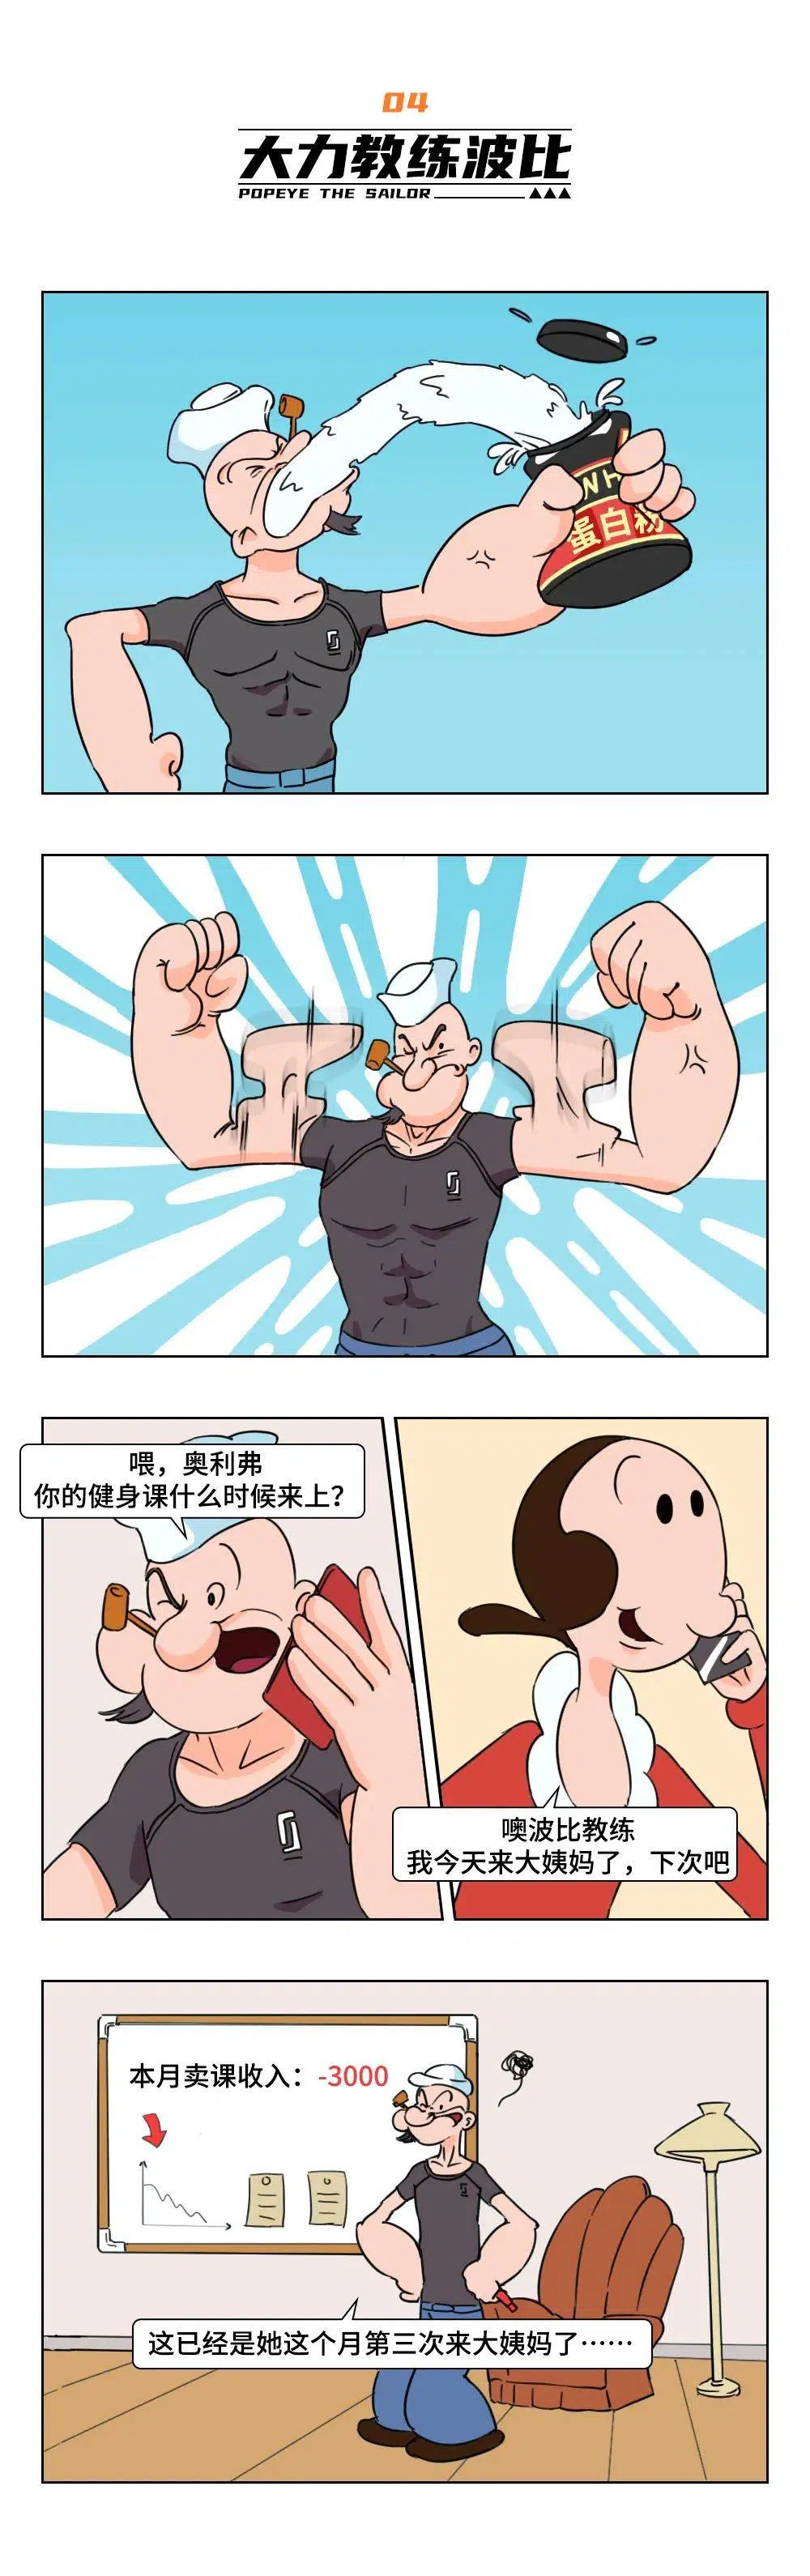 04
大力教练波比
POPEYE THE SAILOR
WH
蛋白粉
喂，奥利弗
你的健身课什么时候来上？
噢波比教练
我今天来大姨妈了，下次吧
本月卖课收入：-3000
这已经是她这个月第三次来大姨妈了……